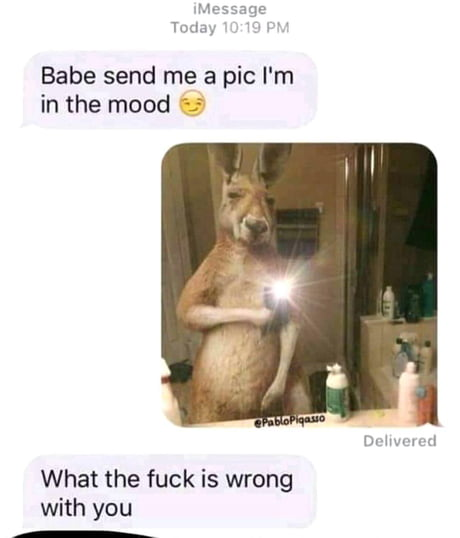 iMessage
Today 10:19 PM
Babe send me a pic I'm
in the mood 😏
@PabloPiqasso
Delivered
What the fuck is wrong
with you